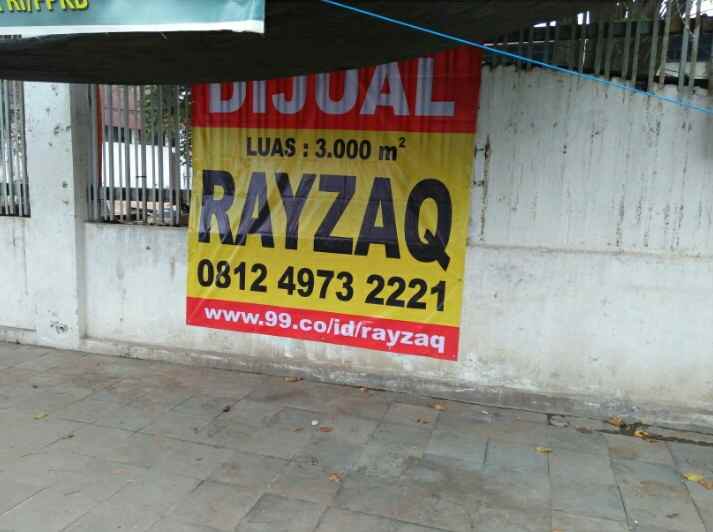 DIJUAL
LUAS : 3.000 m²
RAYZAQ
0812 4973 2221
www.99.co/id/rayzaq